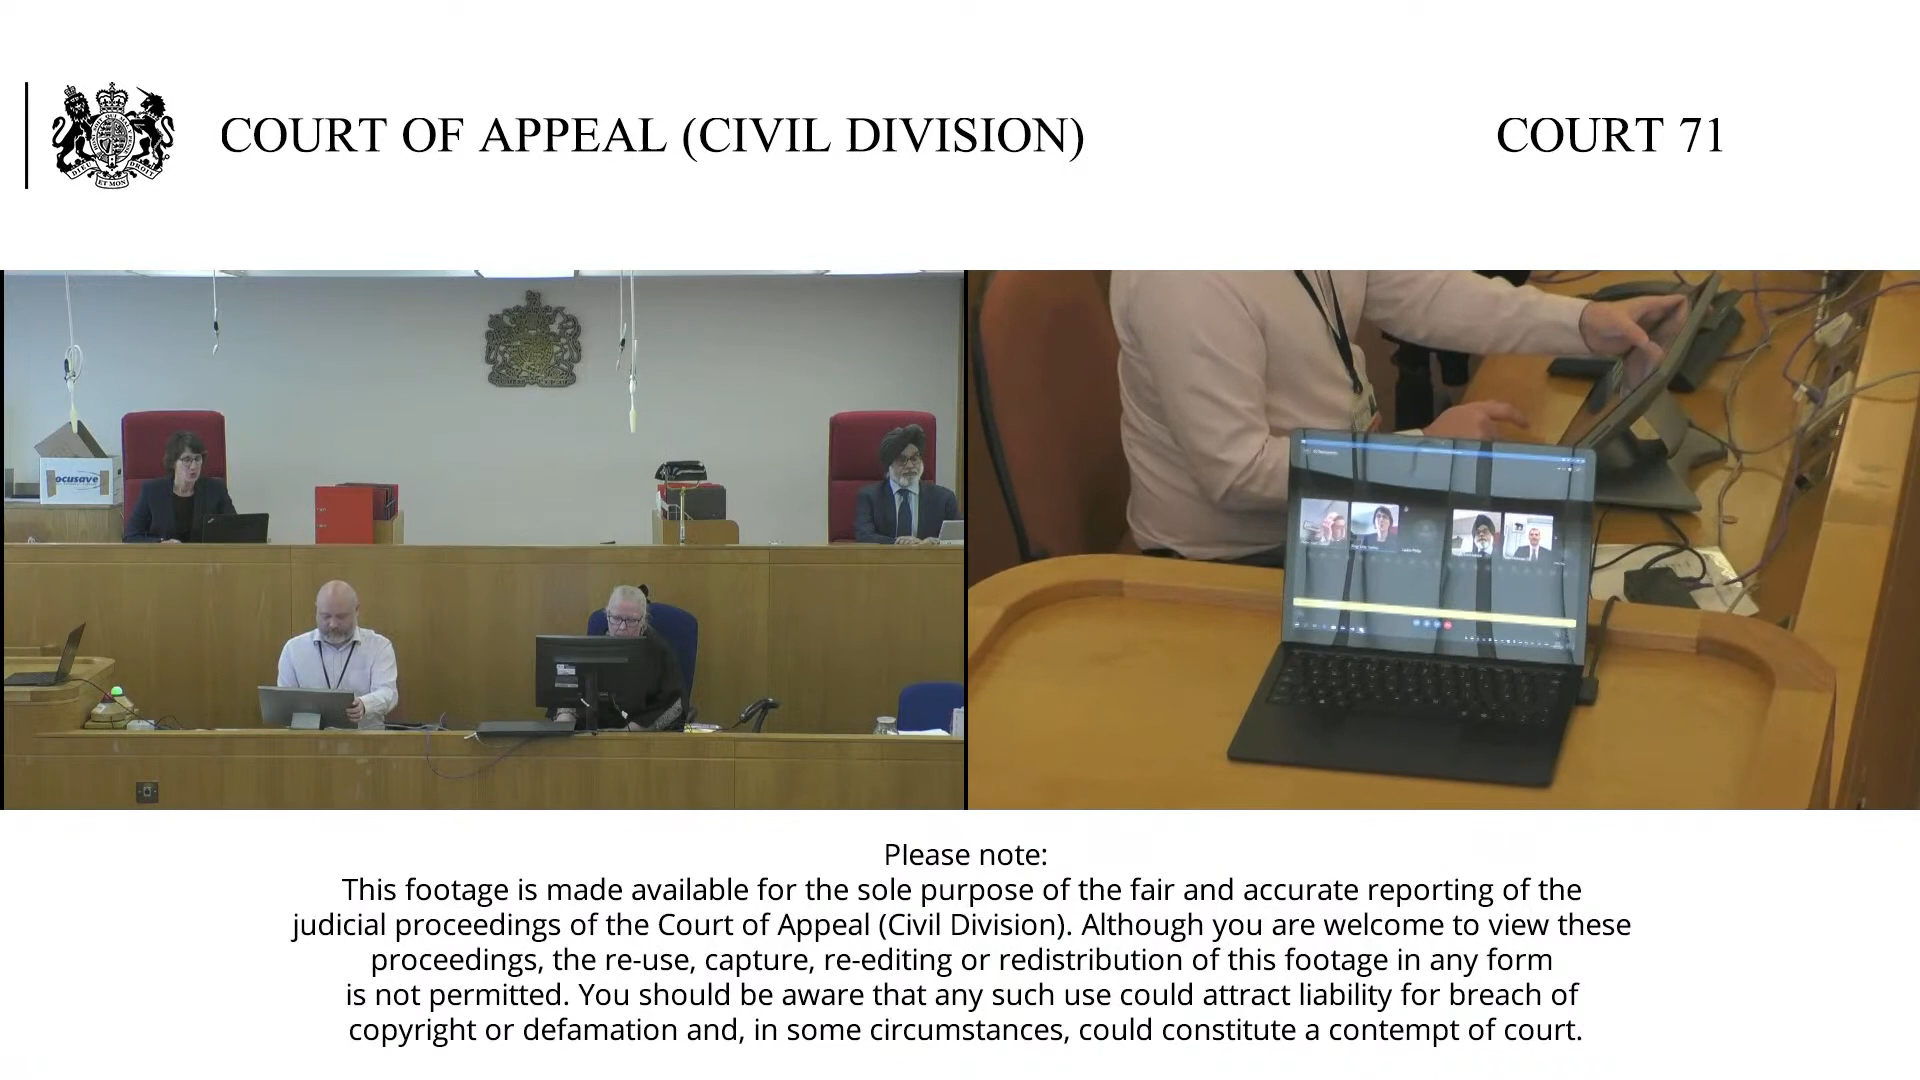 COURT OF APPEAL (CIVIL DIVISION)
COURT 71
DIEU ET MON DROIT
ocusave
Please note:
This footage is made available for the sole purpose of the fair and accurate reporting of the
judicial proceedings of the Court of Appeal (Civil Division). Although you are welcome to view these
proceedings, the re-use, capture, re-editing or redistribution of this footage in any form
is not permitted. You should be aware that any such use could attract liability for breach of
copyright or defamation and, in some circumstances, could constitute a contempt of court.